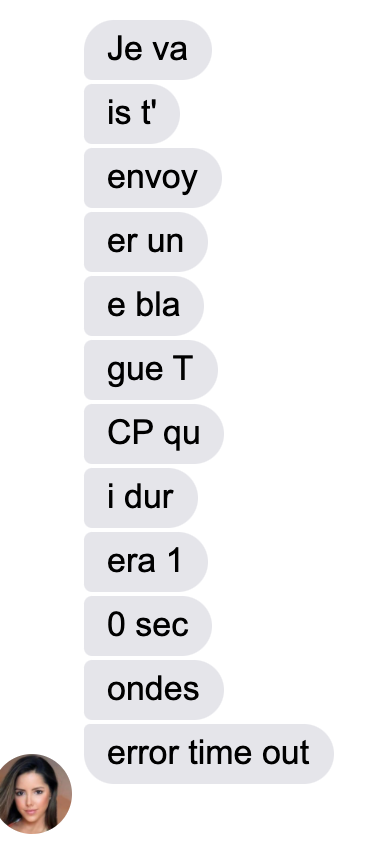 Je va
is t'
envoy
er un
e bla
gue T
CP qu
i dur
era 1
0 sec
ondes
error time out